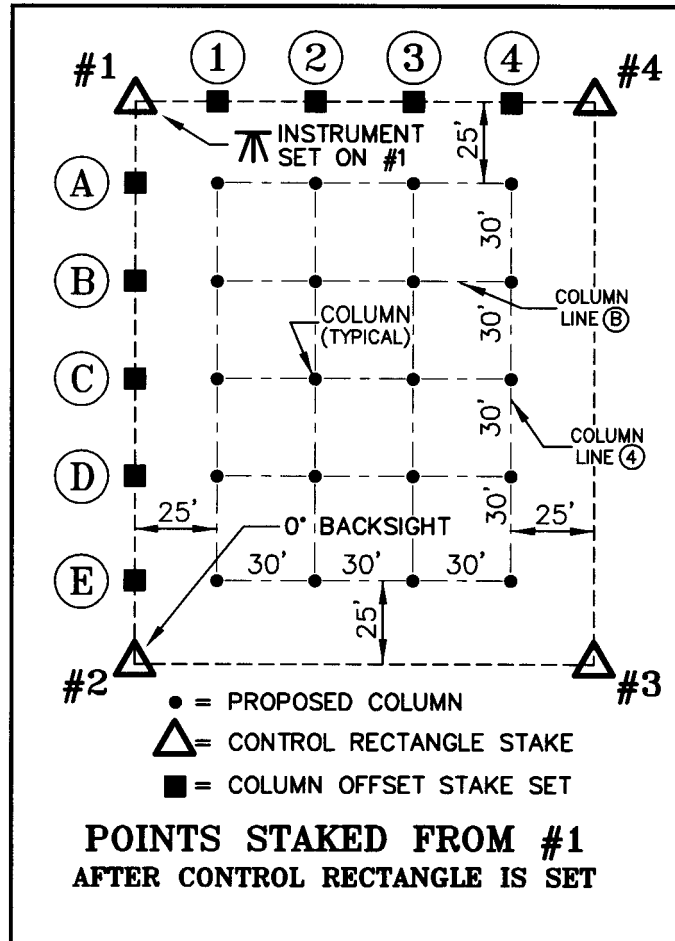 #1
1
2
3
4
#4
INSTRUMENT
SET ON #1
25'
A
30'
B
COLUMN
LINE B
30'
COLUMN
(TYPICAL)
C
30'
COLUMN
LINE 4
D
25'
0° BACKSIGHT
30'
25'
E
30'
30'
30'
25'
#2
#3
= PROPOSED COLUMN
= CONTROL RECTANGLE STAKE
= COLUMN OFFSET STAKE SET
POINTS STAKED FROM #1
AFTER CONTROL RECTANGLE IS SET